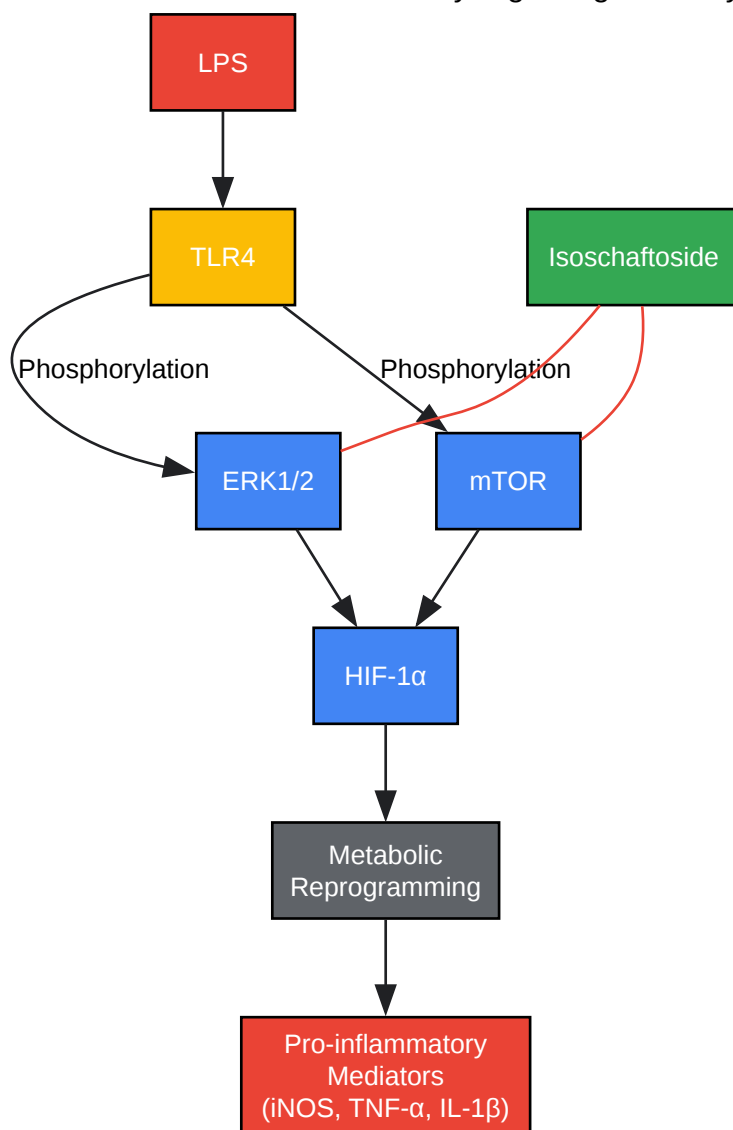 LPS
TLR4
Isoschaftoside
Phosphorylation
Phosphorylation
ERK1/2
mTOR
HIF-1α
Metabolic
Reprogramming
Pro-inflammatory
Mediators
(iNOS, TNF-α, IL-1β)